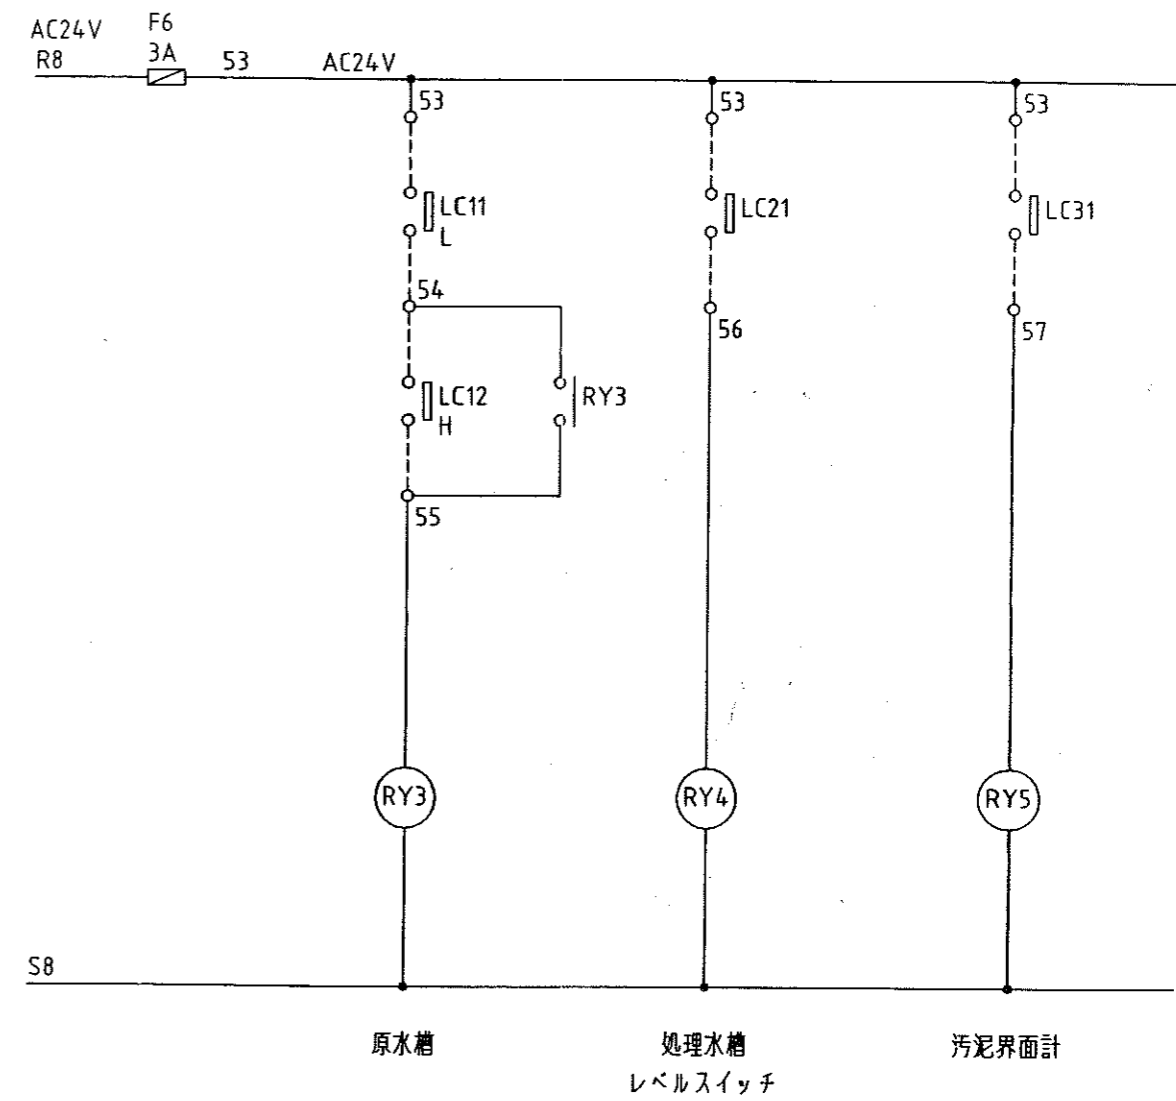 AC24V
R8
F6
3A
53
AC24V
53
53
53
LC11
L
LC21
LC31
54
56
57
LC12
H
RY3
55
RY3
RY4
RY5
S8
原水槽
処理水槽
レベルスイッチ
汚泥界面計